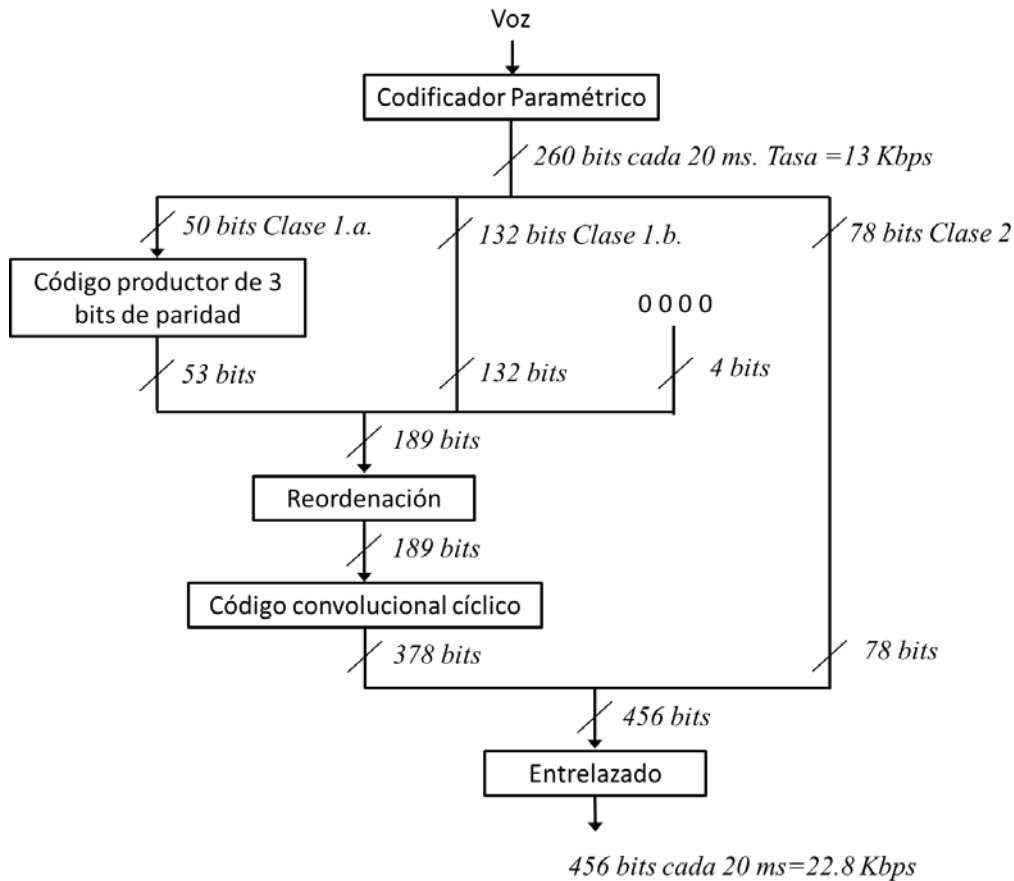 Voz
Codificador Paramétrico
260 bits cada 20 ms. Tasa =13 Kbps
50 bits Clase 1.a.
132 bits Clase 1.b.
78 bits Clase 2
Código productor de 3
bits de paridad
0 0 0 0
53 bits
132 bits
4 bits
189 bits
Reordenación
189 bits
Código convolucional cíclico
378 bits
78 bits
456 bits
Entrelazado
456 bits cada 20 ms=22.8 Kbps